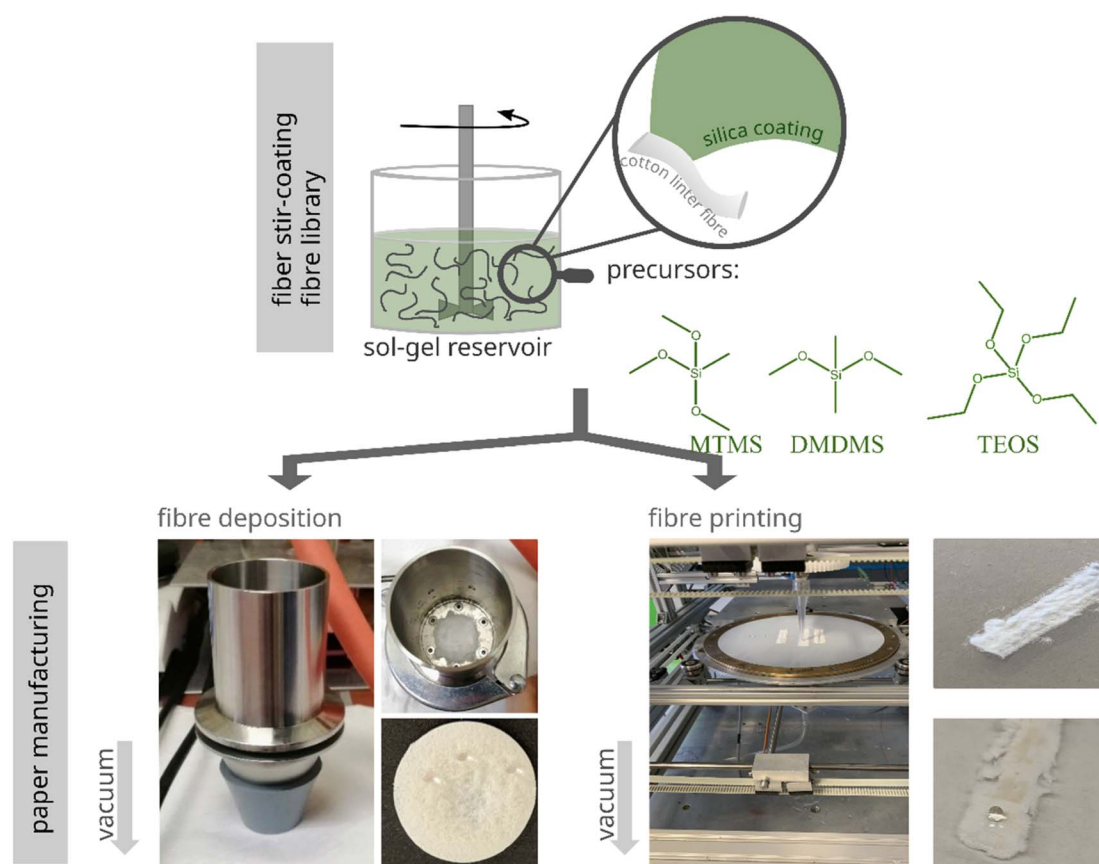 fiber stir-coating
fibre library
silica coating
cotton linter fibre
precursors:
sol-gel reservoir
O
O
Si
O
MTMS
O
Si
O
DMDMS
O
O
Si
O
O
TEOS
fibre deposition
fibre printing
paper manufacturing
vacuum
vacuum